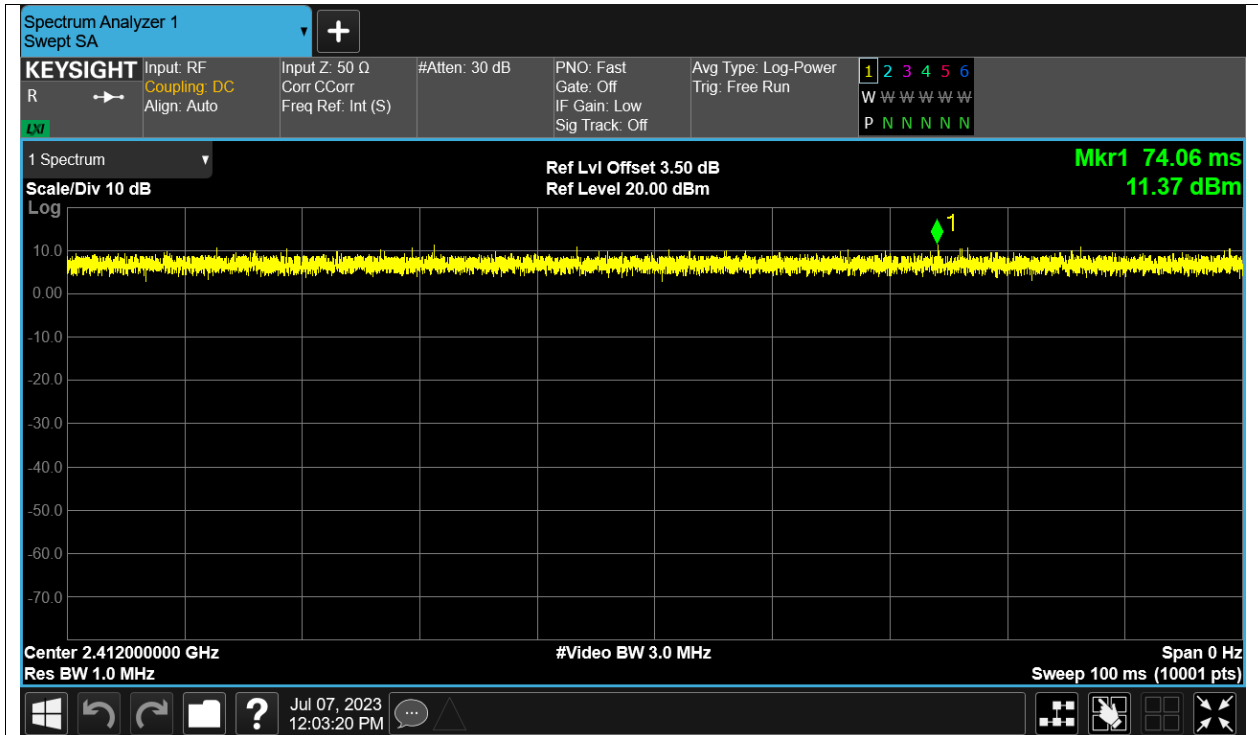 Spectrum Analyzer 1
Swept SA
▼
+
KEYSIGHT
R
LXI
Input: RF
Coupling: DC
Align: Auto
Input Z: 50 Ω
Corr CCorr
Freq Ref: Int (S)
#Atten: 30 dB
PNO: Fast
Gate: Off
IF Gain: Low
Sig Track: Off
Avg Type: Log-Power
Trig: Free Run
1 2 3 4 5 6
W W W W W W
P N N N N N
1 Spectrum ▼
Scale/Div 10 dB
Log
Ref Lvl Offset 3.50 dB
Ref Level 20.00 dBm
Mkr1 74.06 ms
11.37 dBm
1
10.0
0.00
-10.0
-20.0
-30.0
-40.0
-50.0
-60.0
-70.0
Center 2.412000000 GHz
Res BW 1.0 MHz
#Video BW 3.0 MHz
Span 0 Hz
Sweep 100 ms (10001 pts)
?
Jul 07, 2023
12:03:20 PM